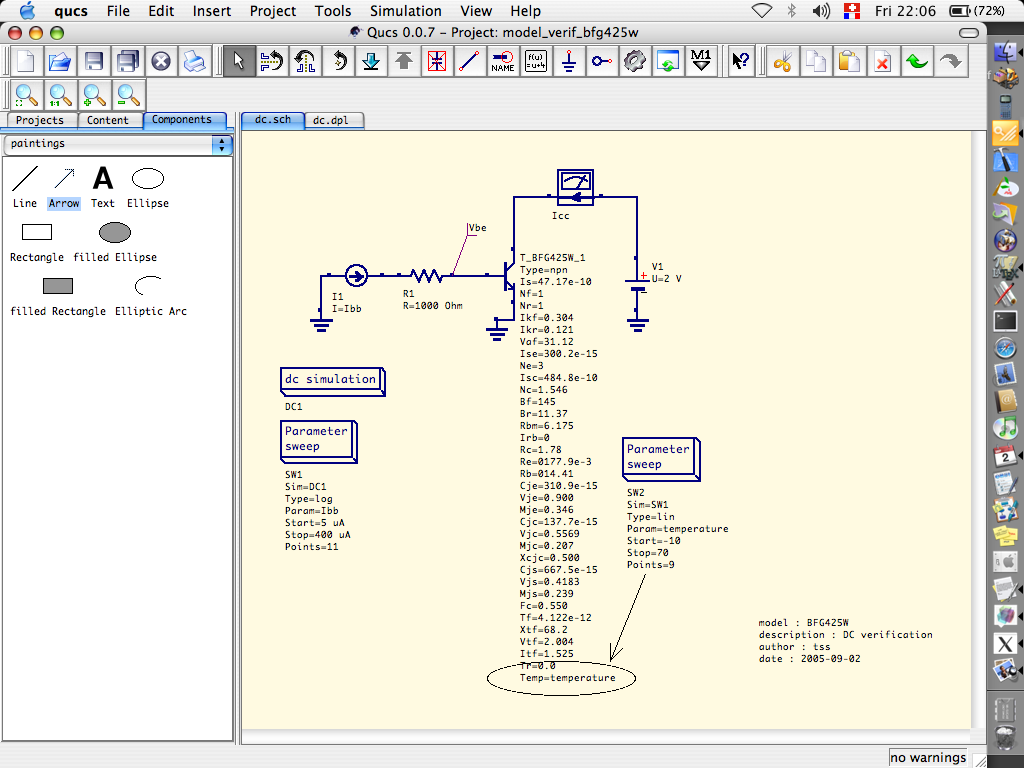 qucs File Edit Insert Project Tools Simulation View Help Fri 22:06 (72%)
Qucs 0.0.7 - Project: model_verif_bfg425w
NAME
f(ω)
=u+4
M1
1:1
Projects Content Components
dc.sch dc.dpl
paintings
Line Arrow Text Ellipse
A
Rectangle filled Ellipse
filled Rectangle Elliptic Arc
Icc
Vbe
I1
I=Ibb
R1
R=1000 Ohm
V1
U=2 V
T_BFG425W_1
Type=npn
Is=47.17e-10
Nf=1
Nr=1
Ikf=0.304
Ikr=0.121
Vaf=31.12
Ise=300.2e-15
Ne=3
Isc=484.8e-10
Nc=1.546
Bf=145
Br=11.37
Rbm=6.175
Irb=0
Rc=1.78
Re=0177.9e-3
Rb=014.41
Cje=310.9e-15
Vje=0.900
Mje=0.346
Cjc=137.7e-15
Vjc=0.5569
Mjc=0.207
Xcjc=0.500
Cjs=667.5e-15
Vjs=0.4183
Mjs=0.239
Fc=0.550
Tf=4.122e-12
Xtf=68.2
Vtf=2.004
Itf=1.525
Tr=0.0
Temp=temperature
dc simulation
DC1
Parameter
sweep
SW1
Sim=DC1
Type=log
Param=Ibb
Start=5 uA
Stop=400 uA
Points=11
Parameter
sweep
SW2
Sim=SW1
Type=lin
Param=temperature
Start=-10
Stop=70
Points=9
model : BFG425W
description : DC verification
author : tss
date : 2005-09-02
2
X
no warnings